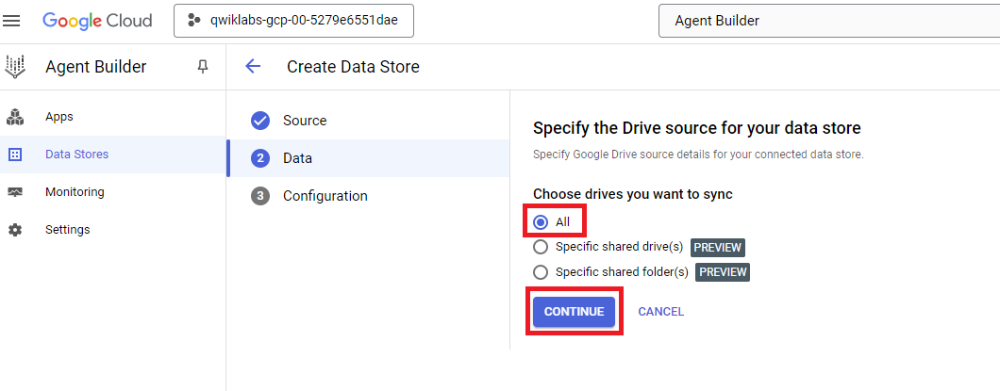 Google Cloud
qwiklabs-gcp-00-5279e6551dae
Agent Builder
Agent Builder
Create Data Store
Apps
Data Stores
Monitoring
Settings
Source
2 Data
3 Configuration
Specify the Drive source for your data store
Specify Google Drive source details for your connected data store.
Choose drives you want to sync
All
Specific shared drive(s) PREVIEW
Specific shared folder(s) PREVIEW
CONTINUE CANCEL